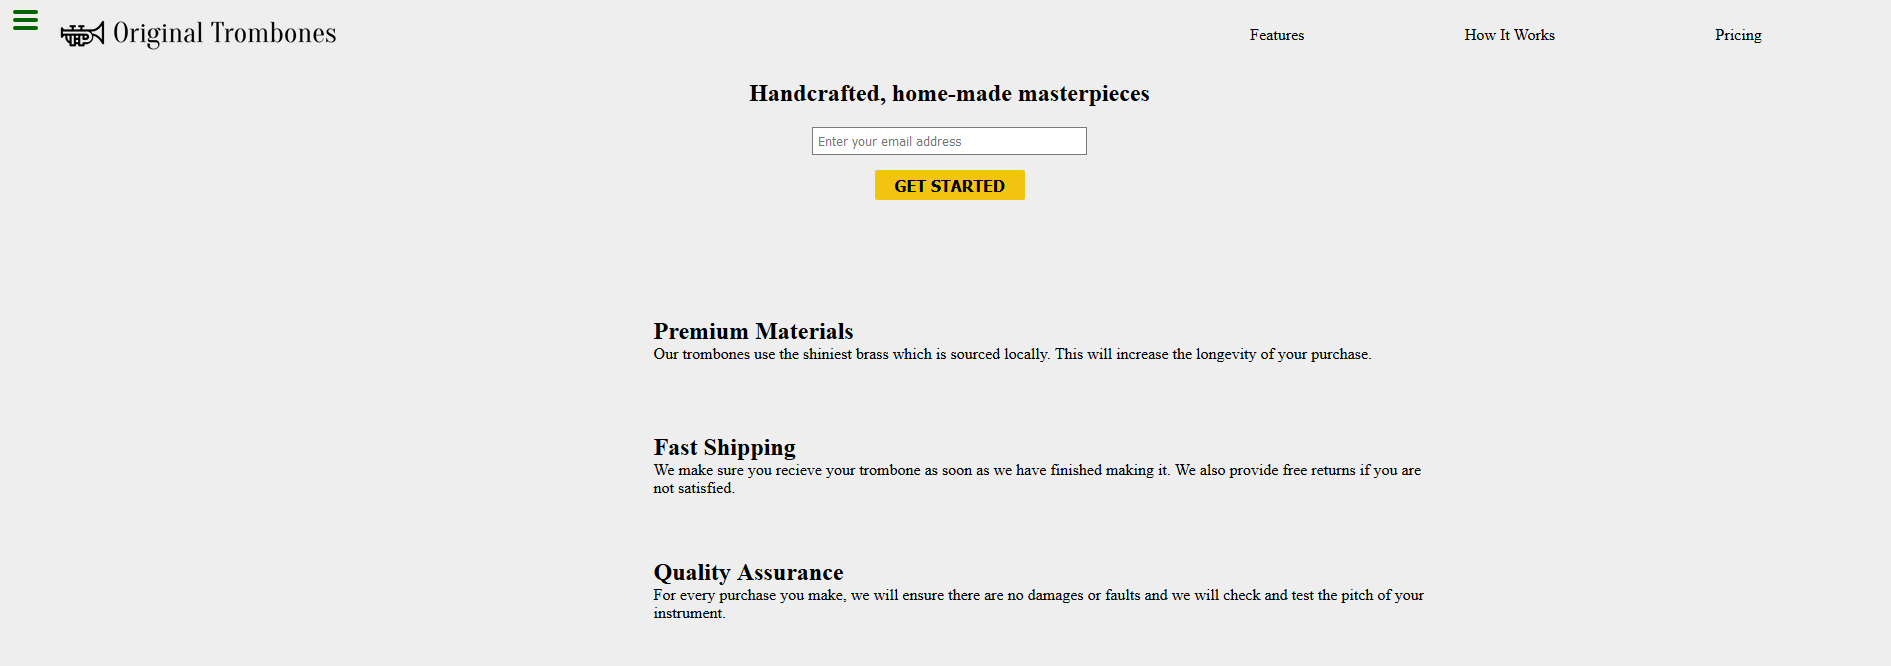 Original Trombones
Features
How It Works
Pricing
Handcrafted, home-made masterpieces
Enter your email address
GET STARTED
Premium Materials
Our trombones use the shiniest brass which is sourced locally. This will increase the longevity of your purchase.
Fast Shipping
We make sure you recieve your trombone as soon as we have finished making it. We also provide free returns if you are
not satisfied.
Quality Assurance
For every purchase you make, we will ensure there are no damages or faults and we will check and test the pitch of your
instrument.